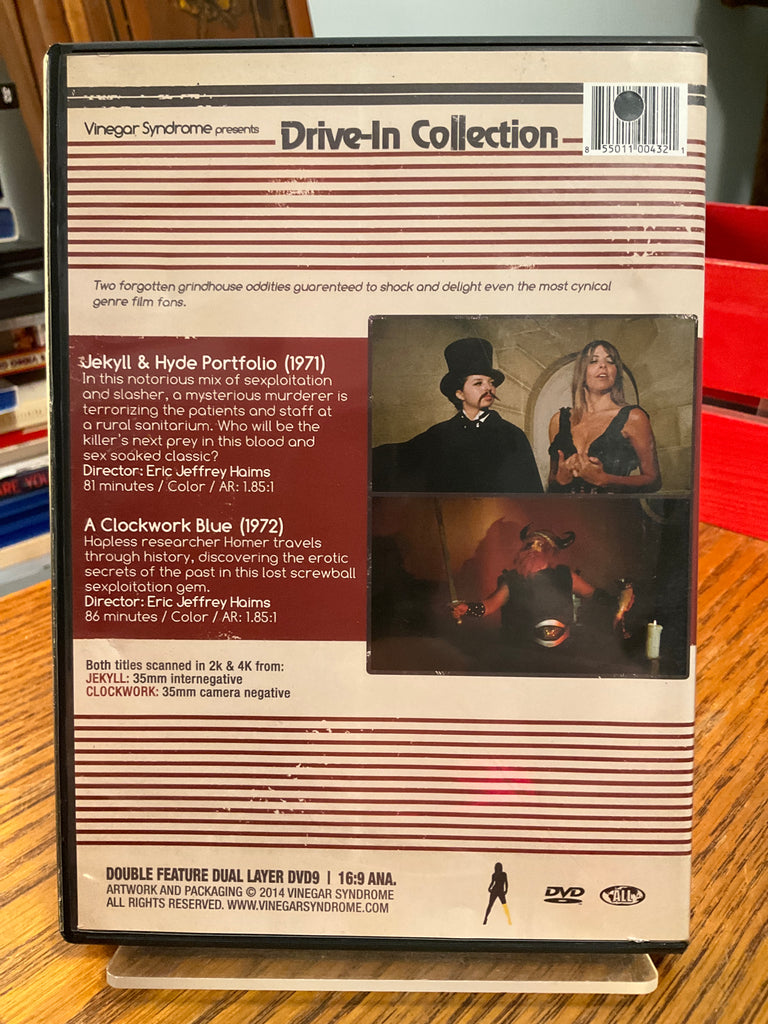 Vinegar Syndrome presents
Drive-In Collection
8 55011 00432 1
Two forgotten grindhouse oddities guarenteed to shock and delight even the most cynical
genre film fans.
Jekyll & Hyde Portfolio (1971)
In this notorious mix of sexploitation
and slasher, a mysterious murderer is
terrorizing the patients and staff at
a rural sanitarium. Who will be the
killer's next prey in this blood and
sex soaked classic?
Director: Eric Jeffrey Haims
81 minutes / Color / AR: 1.85:1
A Clockwork Blue (1972)
Hapless researcher Homer travels
through history, discovering the erotic
secrets of the past in this lost screwball
sexploitation gem.
Director: Eric Jeffrey Haims
86 minutes / Color / AR: 1.85:1
Both titles scanned in 2k & 4K from:
JEKYLL: 35mm internegative
CLOCKWORK: 35mm camera negative
DOUBLE FEATURE DUAL LAYER DVD9 | 16:9 ANA.
ARTWORK AND PACKAGING © 2014 VINEGAR SYNDROME
ALL RIGHTS RESERVED. WWW.VINEGARSYNDROME.COM
DVD
ALL
ARE YOU